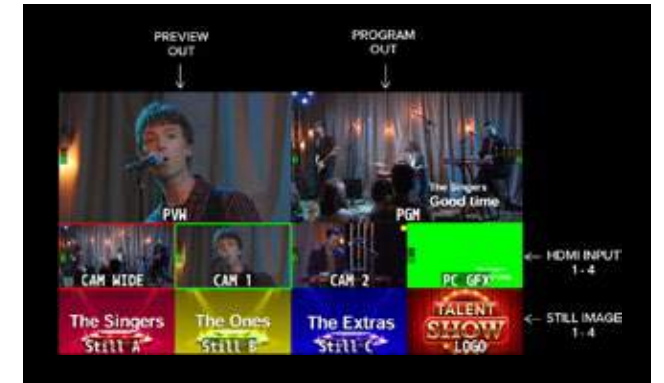 PREVIEW
OUT
PROGRAM
OUT
The Singers
Good time
PVW
PGM
CAM WIDE
CAM 1
CAM 2
PC GFX
HDMI INPUT
1-4
The Singers
The Ones
The Extras
TALENT
SHOW
Still A
Still B
Still C
LOGO
STILL IMAGE
1-4